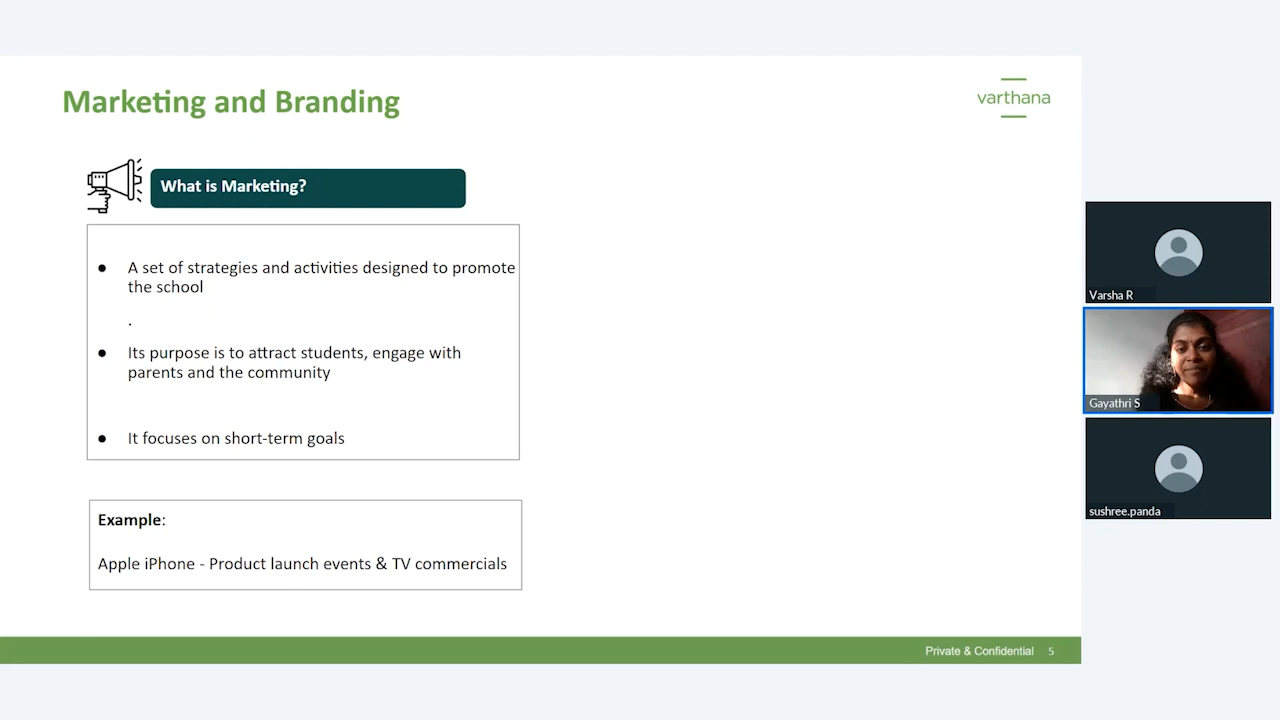 Marketing and Branding
varthana
What is Marketing?
● A set of strategies and activities designed to promote
the school
.
● Its purpose is to attract students, engage with
parents and the community
● It focuses on short-term goals
Example:
Apple iPhone - Product launch events & TV commercials
Private & Confidential 5
Varsha R
Gayathri S
sushree.panda